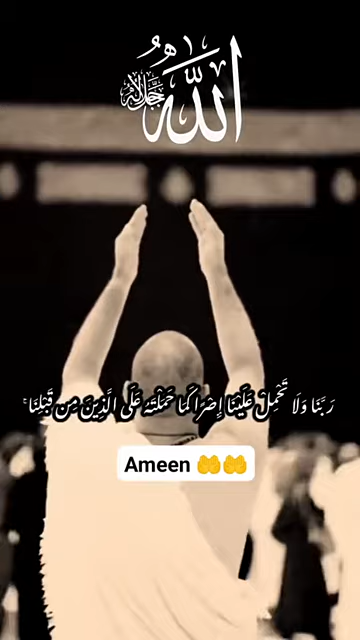 الله
جل جلاله
رَبَّنَا وَلَا تَحْمِلْ عَلَيْنَا إِصْرًا كَمَا حَمَلْتَهُ عَلَى الَّذِينَ مِن قَبْلِنَا ۚ
Ameen 🤲🤲